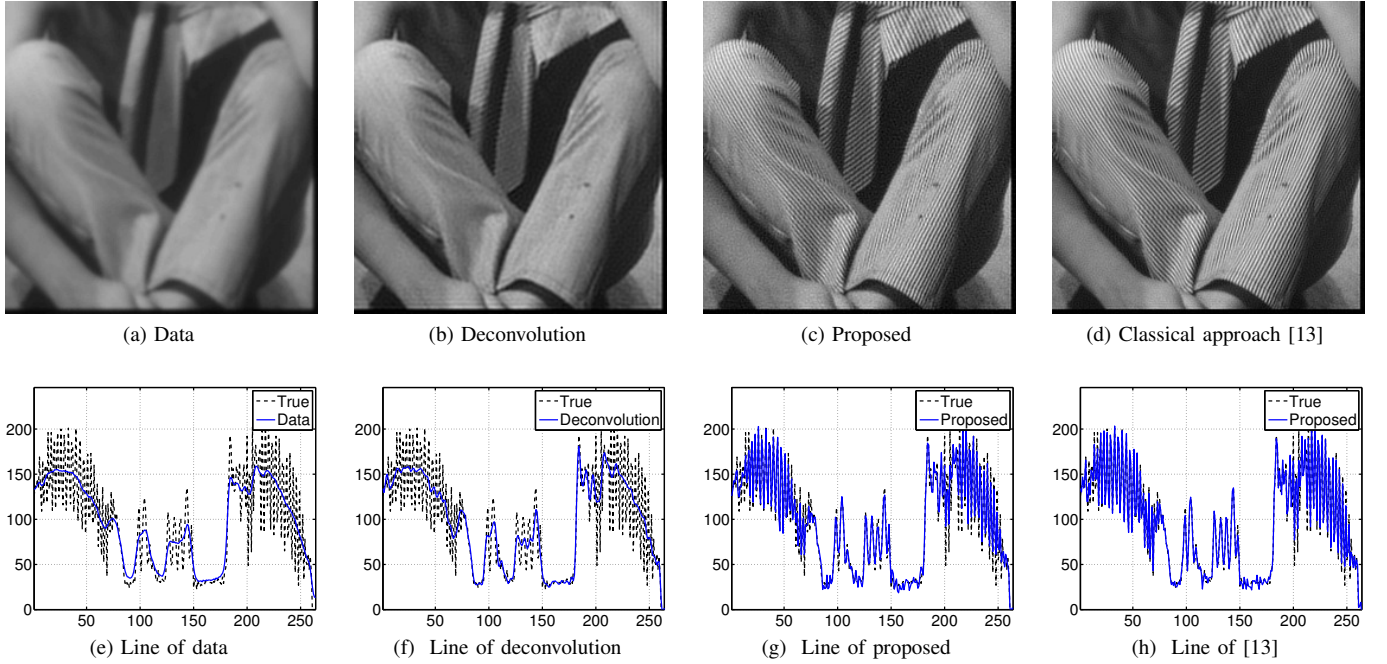 (a) Data
(b) Deconvolution
(c) Proposed
(d) Classical approach [13]
True
Data
200
150
100
50
0
50 100 150 200 250
(e) Line of data
True
Deconvolution
200
150
100
50
0
50 100 150 200 250
(f) Line of deconvolution
True
Proposed
200
150
100
50
0
50 100 150 200 250
(g) Line of proposed
True
Proposed
200
150
100
50
0
50 100 150 200 250
(h) Line of [13]